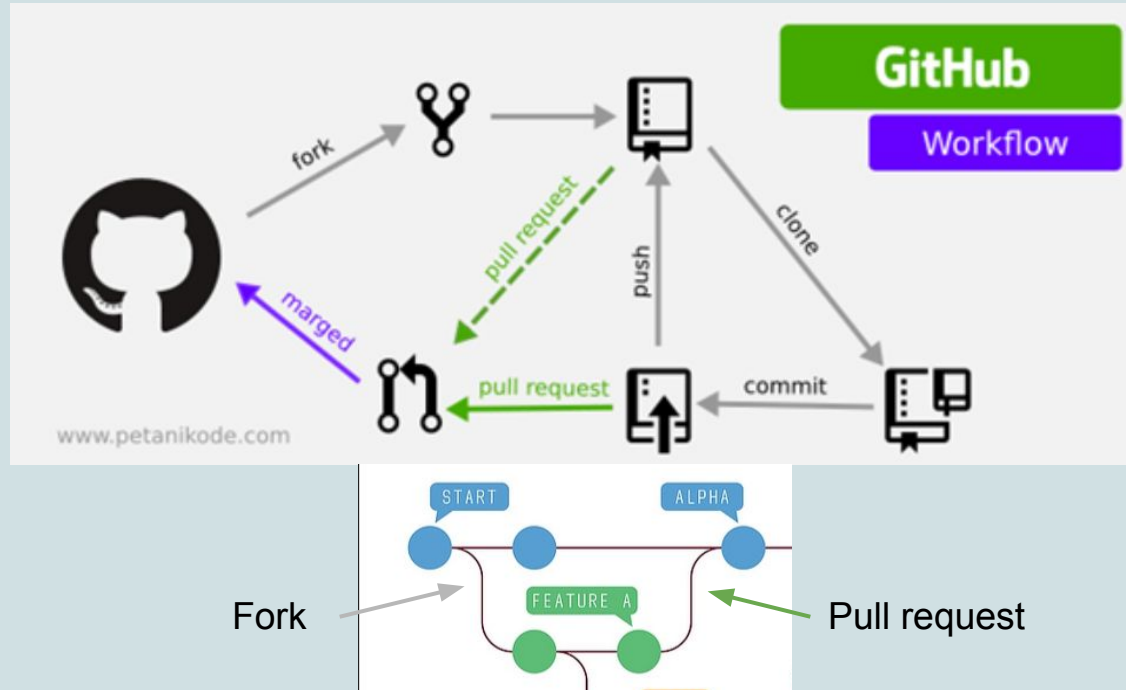 GitHub
Workflow
fork
pull request
push
clone
marged
pull request
commit
www.petanikode.com
START
ALPHA
FEATURE A
Fork
Pull request